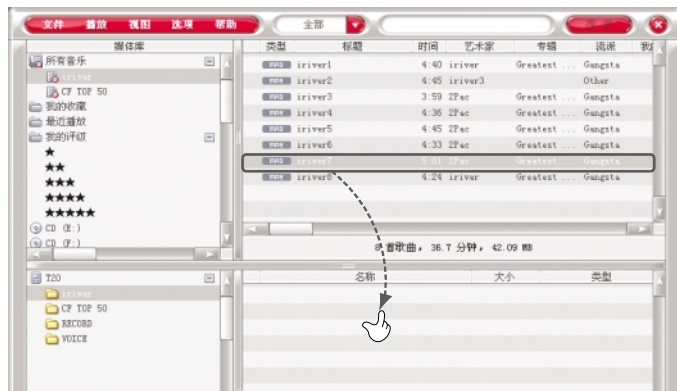 文件 播放 视图 选项 帮助 全部
媒体库
所有音乐
iriver
CF TOP 50
我的收藏
最近播放
我的评级
★
★★
★★★
★★★★
★★★★★
CD (E:)
CD (F:)
类型 标题 时间 艺术家 专辑 流派
MP3 iriver1 4:40 iriver Greatest ... Gangsta
MP3 iriver2 4:45 iriver3 Other
MP3 iriver3 3:59 2Pac Greatest ... Gangsta
MP3 iriver4 4:36 2Pac Greatest ... Gangsta
MP3 iriver5 4:45 2Pac Greatest ... Gangsta
MP3 iriver6 4:33 2Pac Greatest ... Gangsta
MP3 iriver7 5:01 2Pac Greatest ... Gangsta
MP3 iriver8 4:24 iriver Greatest ... Gangsta
8 首歌曲, 36.7 分钟, 42.09 MB
T20
iriver
CF TOP 50
RECORD
VOICE
名称 大小 类型